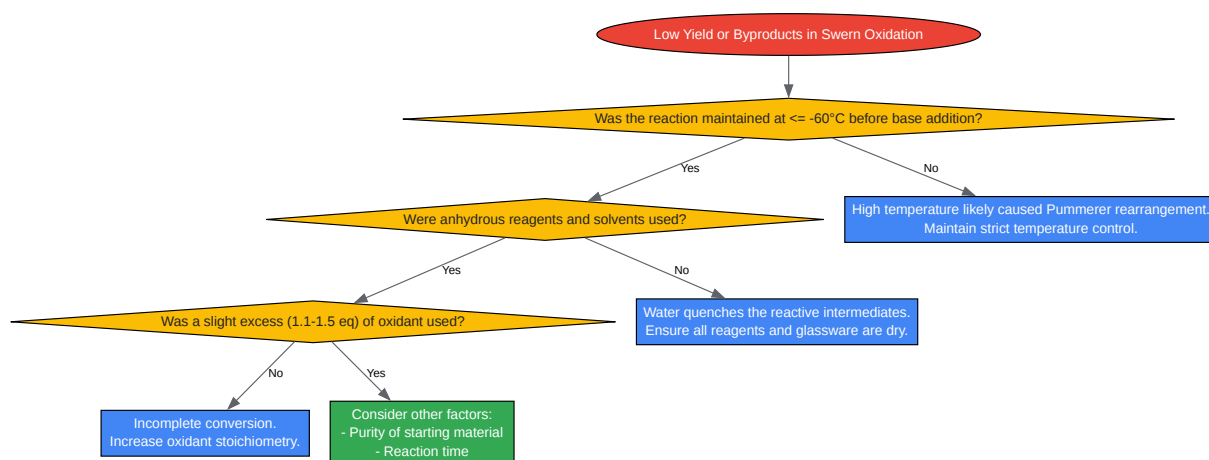 Low Yield or Byproducts in Swern Oxidation
Was the reaction maintained at <= -60°C before base addition?
Yes
No
Were anhydrous reagents and solvents used?
High temperature likely caused Pummerer rearrangement.
Maintain strict temperature control.
Yes
No
Was a slight excess (1.1-1.5 eq) of oxidant used?
Water quenches the reactive intermediates.
Ensure all reagents and glassware are dry.
No
Yes
Incomplete conversion.
Increase oxidant stoichiometry.
Consider other factors:
- Purity of starting material
- Reaction time